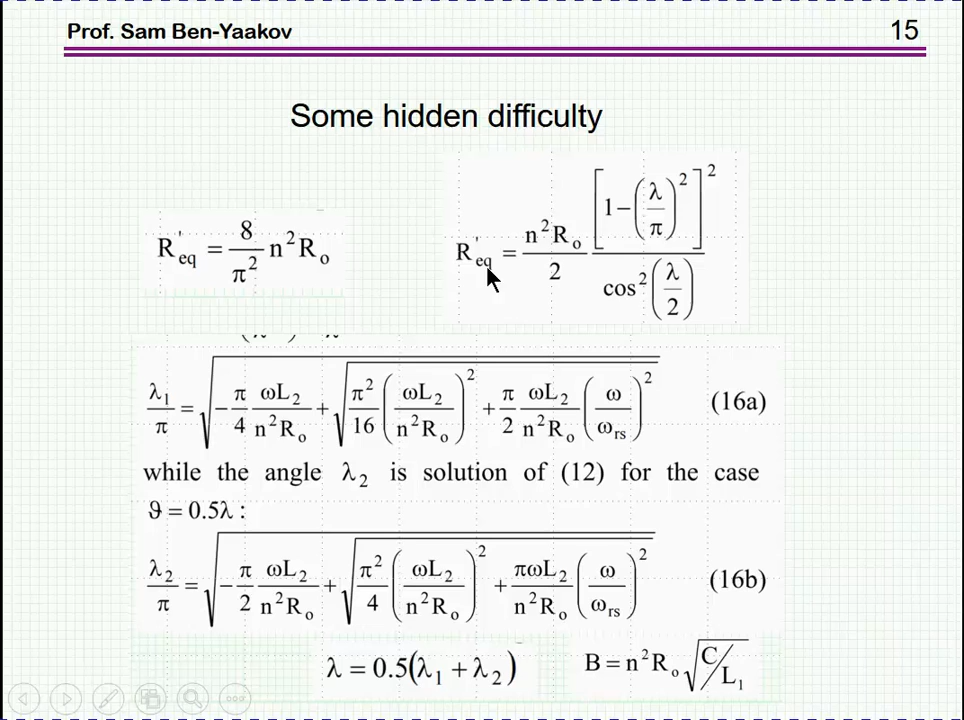 Prof. Sam Ben-Yaakov
15
Some hidden difficulty
R'eq = 8/π² n²Ro
R'eq = n²Ro/2 [1−(λ/π)²]²/cos²(λ/2)
λ1/π = √(−π/4 ωL2/n²Ro + √(π²/16 (ωL2/n²Ro)² + π/2 ωL2/n²Ro (ω/ωrs)²)) (16a)
while the angle λ2 is solution of (12) for the case
ϑ = 0.5λ :
λ2/π = √(−π/2 ωL2/n²Ro + √(π²/4 (ωL2/n²Ro)² + πωL2/n²Ro (ω/ωrs)²)) (16b)
λ = 0.5(λ1 + λ2)
B = n²Ro √(C/L1)